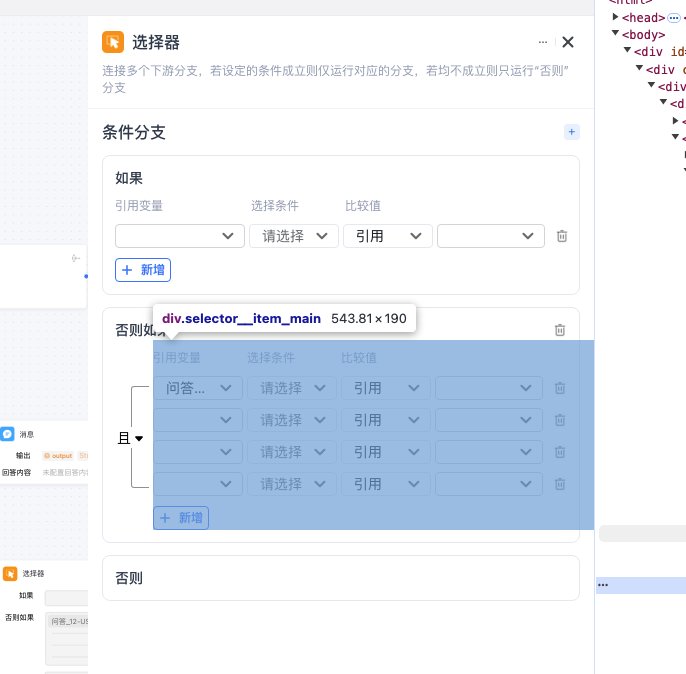 选择器
连接多个下游分支，若设定的条件成立则仅运行对应的分支，若均不成立则只运行“否则”
分支
条件分支
如果
引用变量 选择条件 比较值
请选择 引用
+ 新增
div.selector__item_main 543.81×190
否则如果
引用变量 选择条件 比较值
问答... 请选择 引用
请选择 引用
且
请选择 引用
请选择 引用
+ 新增
否则
消息
输出 output
回答内容 未配置回答内容
选择器
如果
否则如果 问答_12-US
<head>
<body>
<div id=
<div
<div